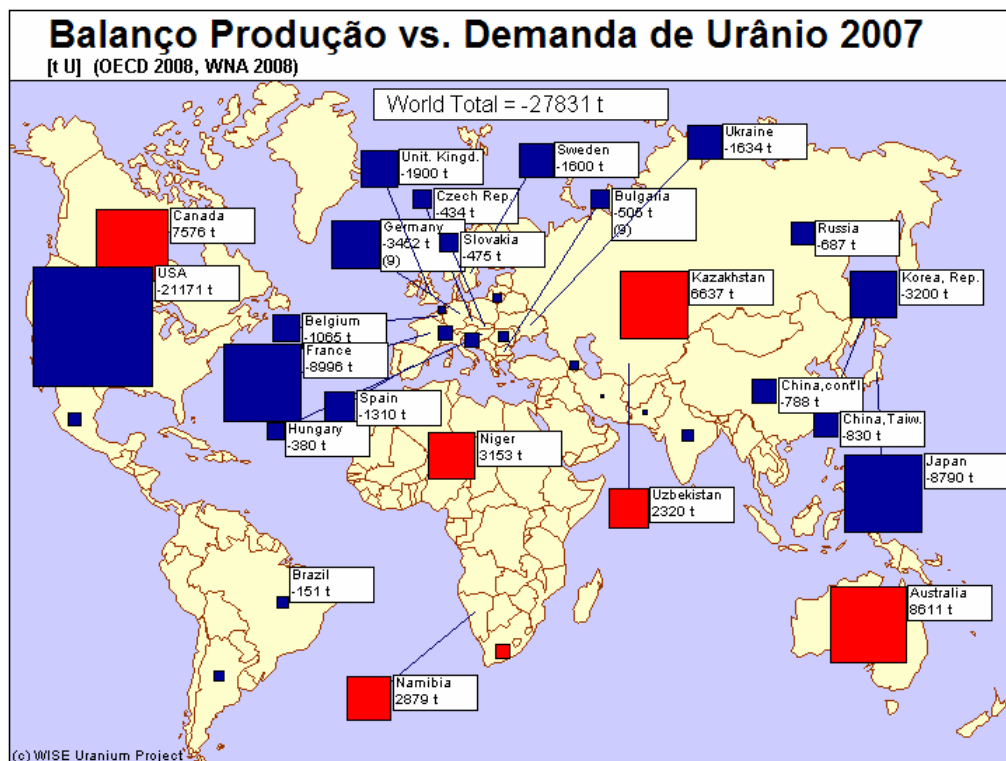 Balanço Produção vs. Demanda de Urânio 2007
[t U] (OECD 2008, WNA 2008)
World Total = -27831 t
Ukraine
-1634 t
Unit. Kingd.
-1900 t
Sweden
-1600 t
Czech Rep.
-434 t
Bulgaria
-505 t
(9)
Canada
7576 t
Germany
-3452 t
(9)
Slovakia
-475 t
Russia
-687 t
USA
-21171 t
Kazakhstan
6637 t
Korea, Rep.
-3200 t
Belgium
-1065 t
France
-8996 t
Spain
-1310 t
China,cont'l
-788 t
Hungary
-380 t
Niger
3153 t
China,Taiw.
-830 t
Japan
-8790 t
Uzbekistan
2320 t
Brazil
-151 t
Australia
8611 t
Namibia
2879 t
(c) WISE Uranium Project